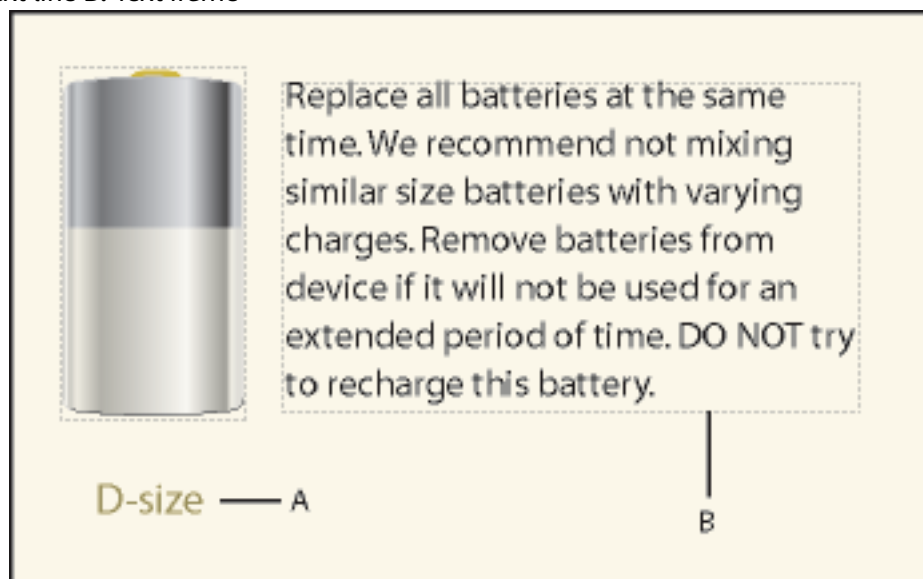 Replace all batteries at the same
time. We recommend not mixing
similar size batteries with varying
charges. Remove batteries from
device if it will not be used for an
extended period of time. DO NOT try
to recharge this battery.
D-size A
B